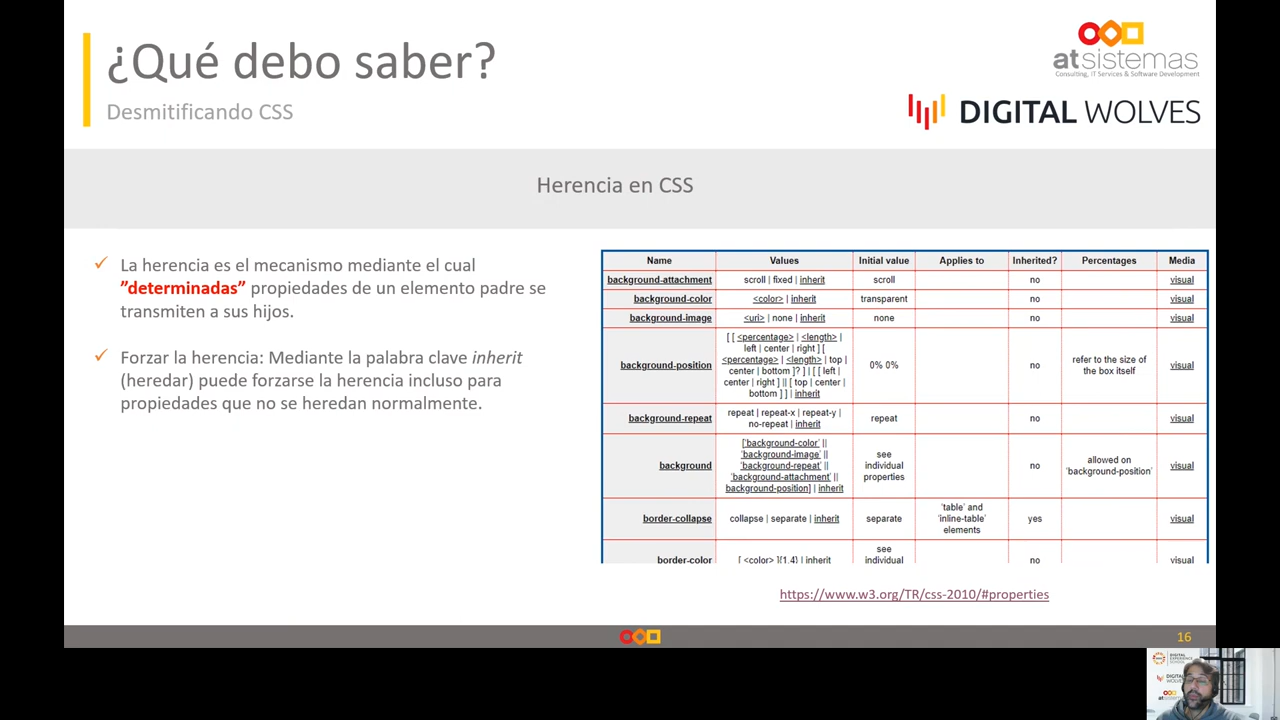 ¿Qué debo saber?
Desmitificando CSS
atsistemas
Consulting, IT Services & Software Development
DIGITAL WOLVES
Herencia en CSS
✓ La herencia es el mecanismo mediante el cual
”determinadas” propiedades de un elemento padre se
transmiten a sus hijos.
✓ Forzar la herencia: Mediante la palabra clave inherit
(heredar) puede forzarse la herencia incluso para
propiedades que no se heredan normalmente.
Name Values Initial value Applies to Inherited? Percentages Media
background-attachment scroll | fixed | inherit scroll no visual
background-color <color> | inherit transparent no visual
background-image <uri> | none | inherit none no visual
background-position
[ [ <percentage> | <length> |
left | center | right ] [
<percentage> | <length> | top |
center | bottom ]? ] | [ [ left |
center | right ] || [ top | center |
bottom ] ] | inherit
0% 0% no
refer to the size of
the box itself
visual
background-repeat
repeat | repeat-x | repeat-y |
no-repeat | inherit
repeat no visual
background
['background-color' ||
'background-image' ||
'background-repeat' ||
'background-attachment' ||
background-position] | inherit
see
individual
properties
no
allowed on
'background-position'
visual
border-collapse collapse | separate | inherit separate
'table' and
'inline-table'
elements
yes visual
border-color [ <color> ]{1,4} | inherit
see
individual
no visual
https://www.w3.org/TR/css-2010/#properties
16